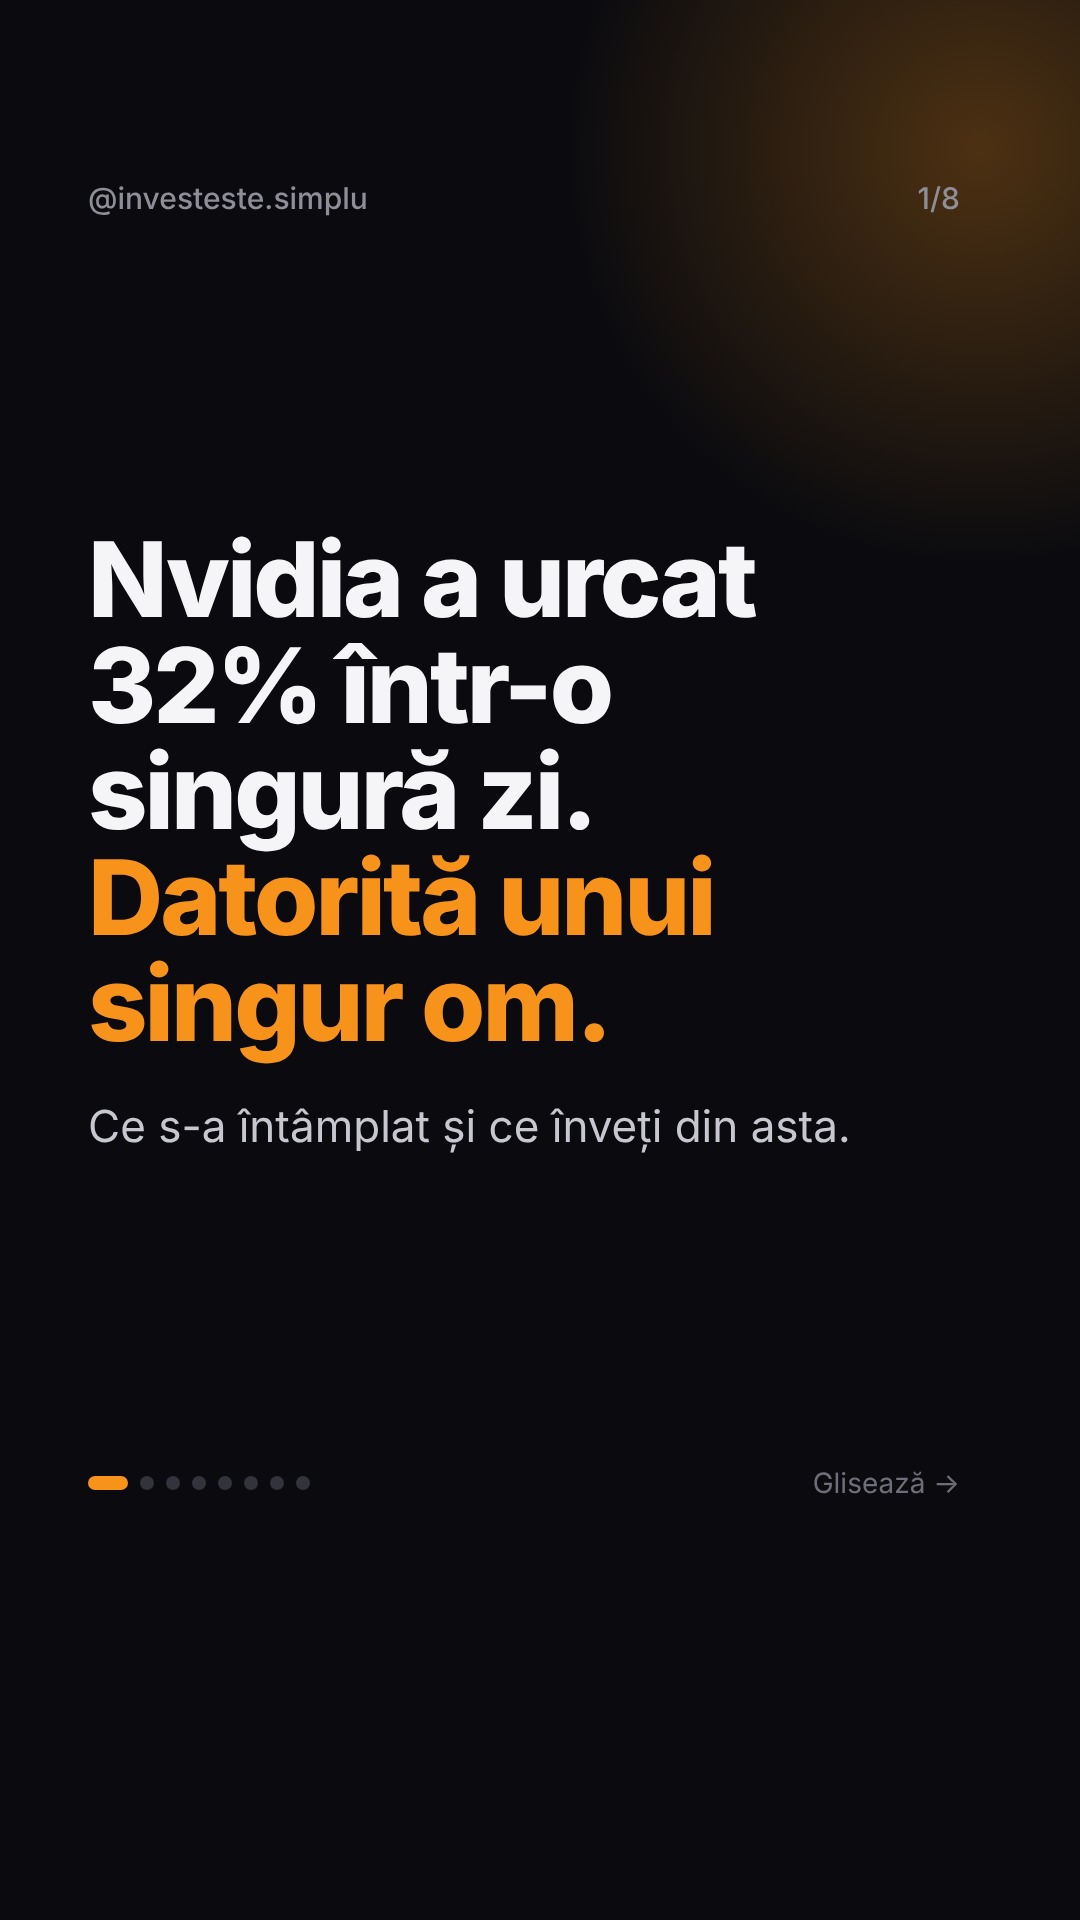 @investeste.simplu
1/8
Nvidia a urcat
32% într-o
singură zi.
Datorită unui
singur om.
Ce s-a întâmplat și ce înveți din asta.
Glisează →